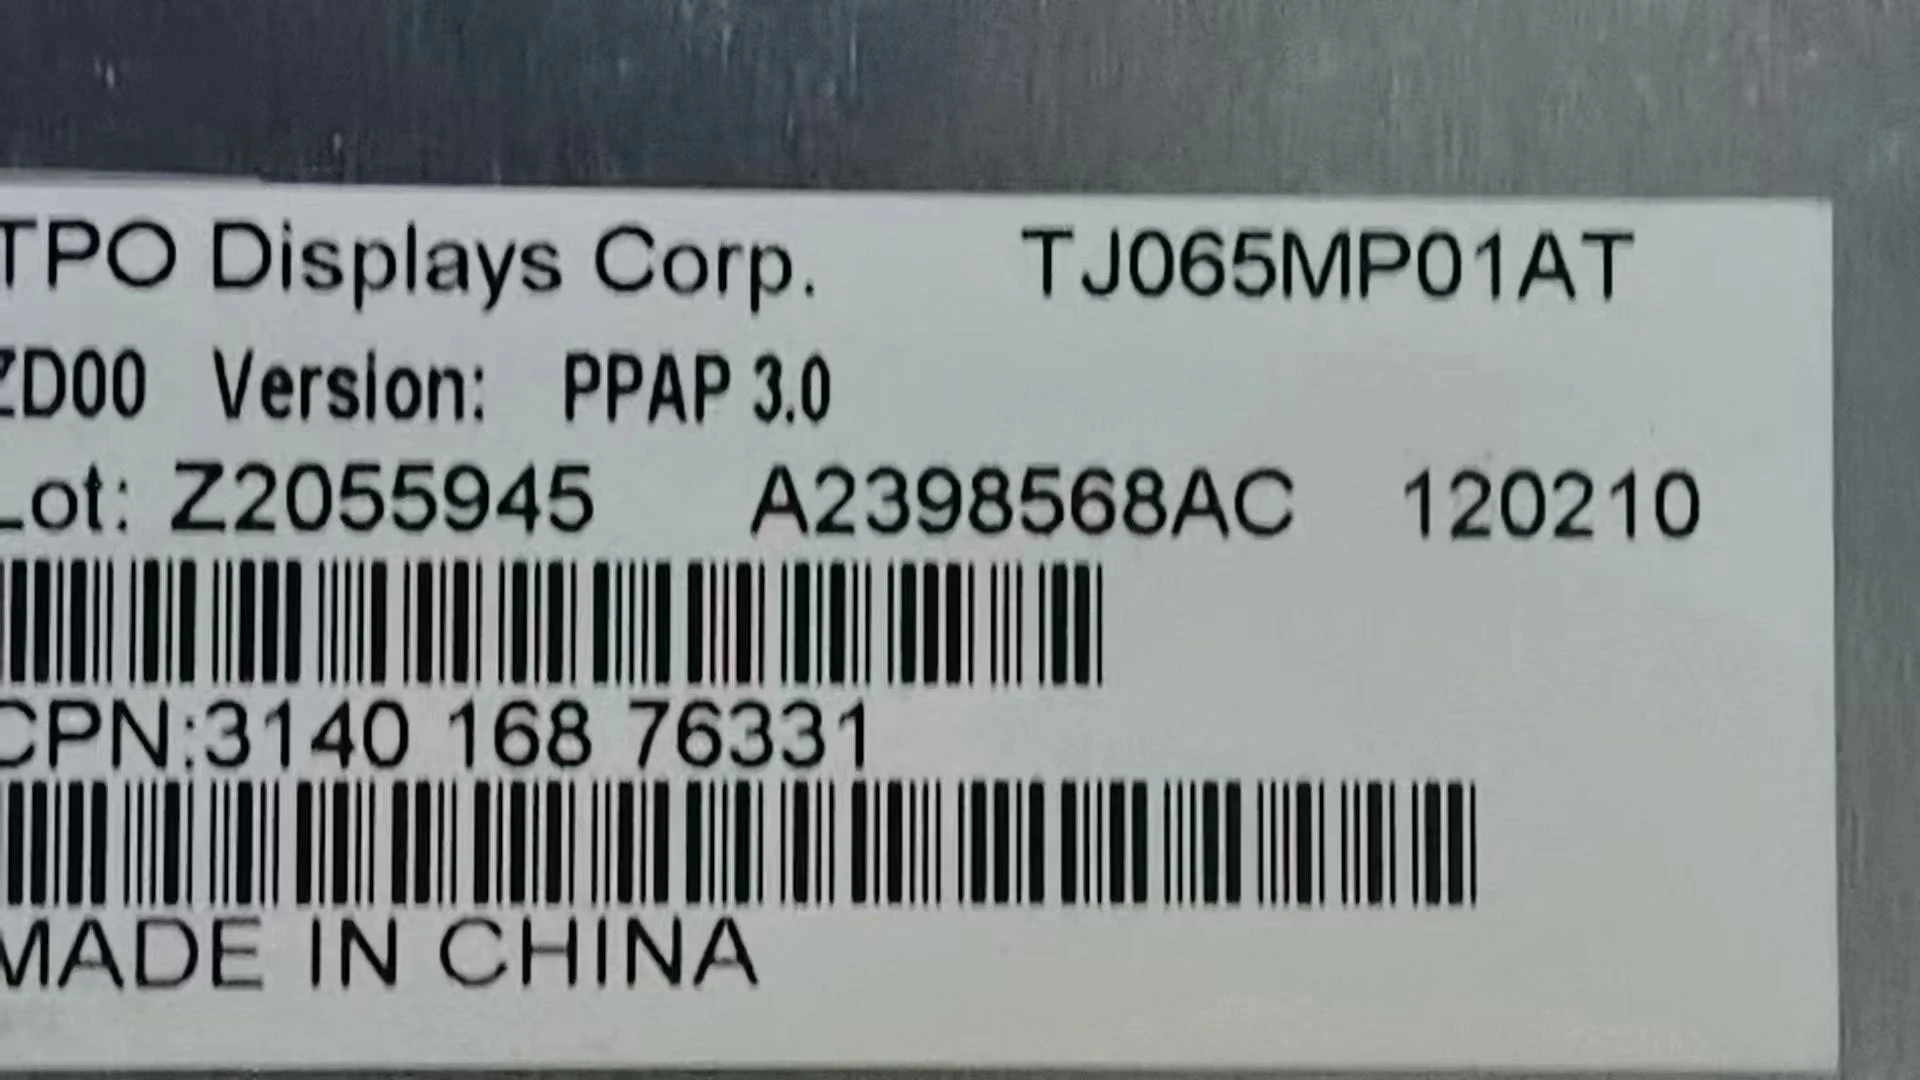 TPO Displays Corp. TJ065MP01AT
ZD00 Version: PPAP 3.0
Lot: Z2055945 A2398568AC 120210
CPN:3140 168 76331
MADE IN CHINA